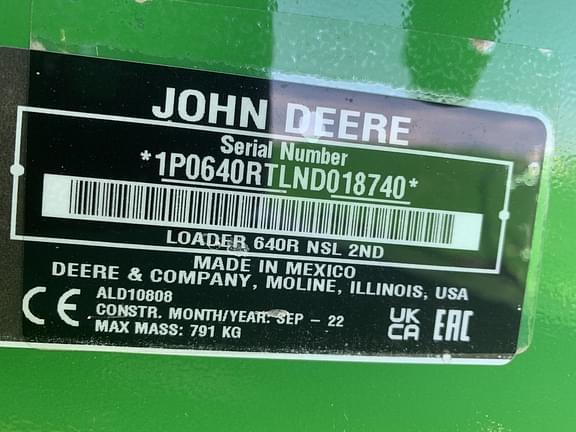 JOHN DEERE
Serial Number
*1P0640RTLND018740*
LOADER 640R NSL 2ND
MADE IN MEXICO
DEERE & COMPANY, MOLINE, ILLINOIS, USA
ALD10808
CONSTR. MONTH/YEAR: SEP - 22
MAX MASS: 791 KG
CE
UK
CA
EAC